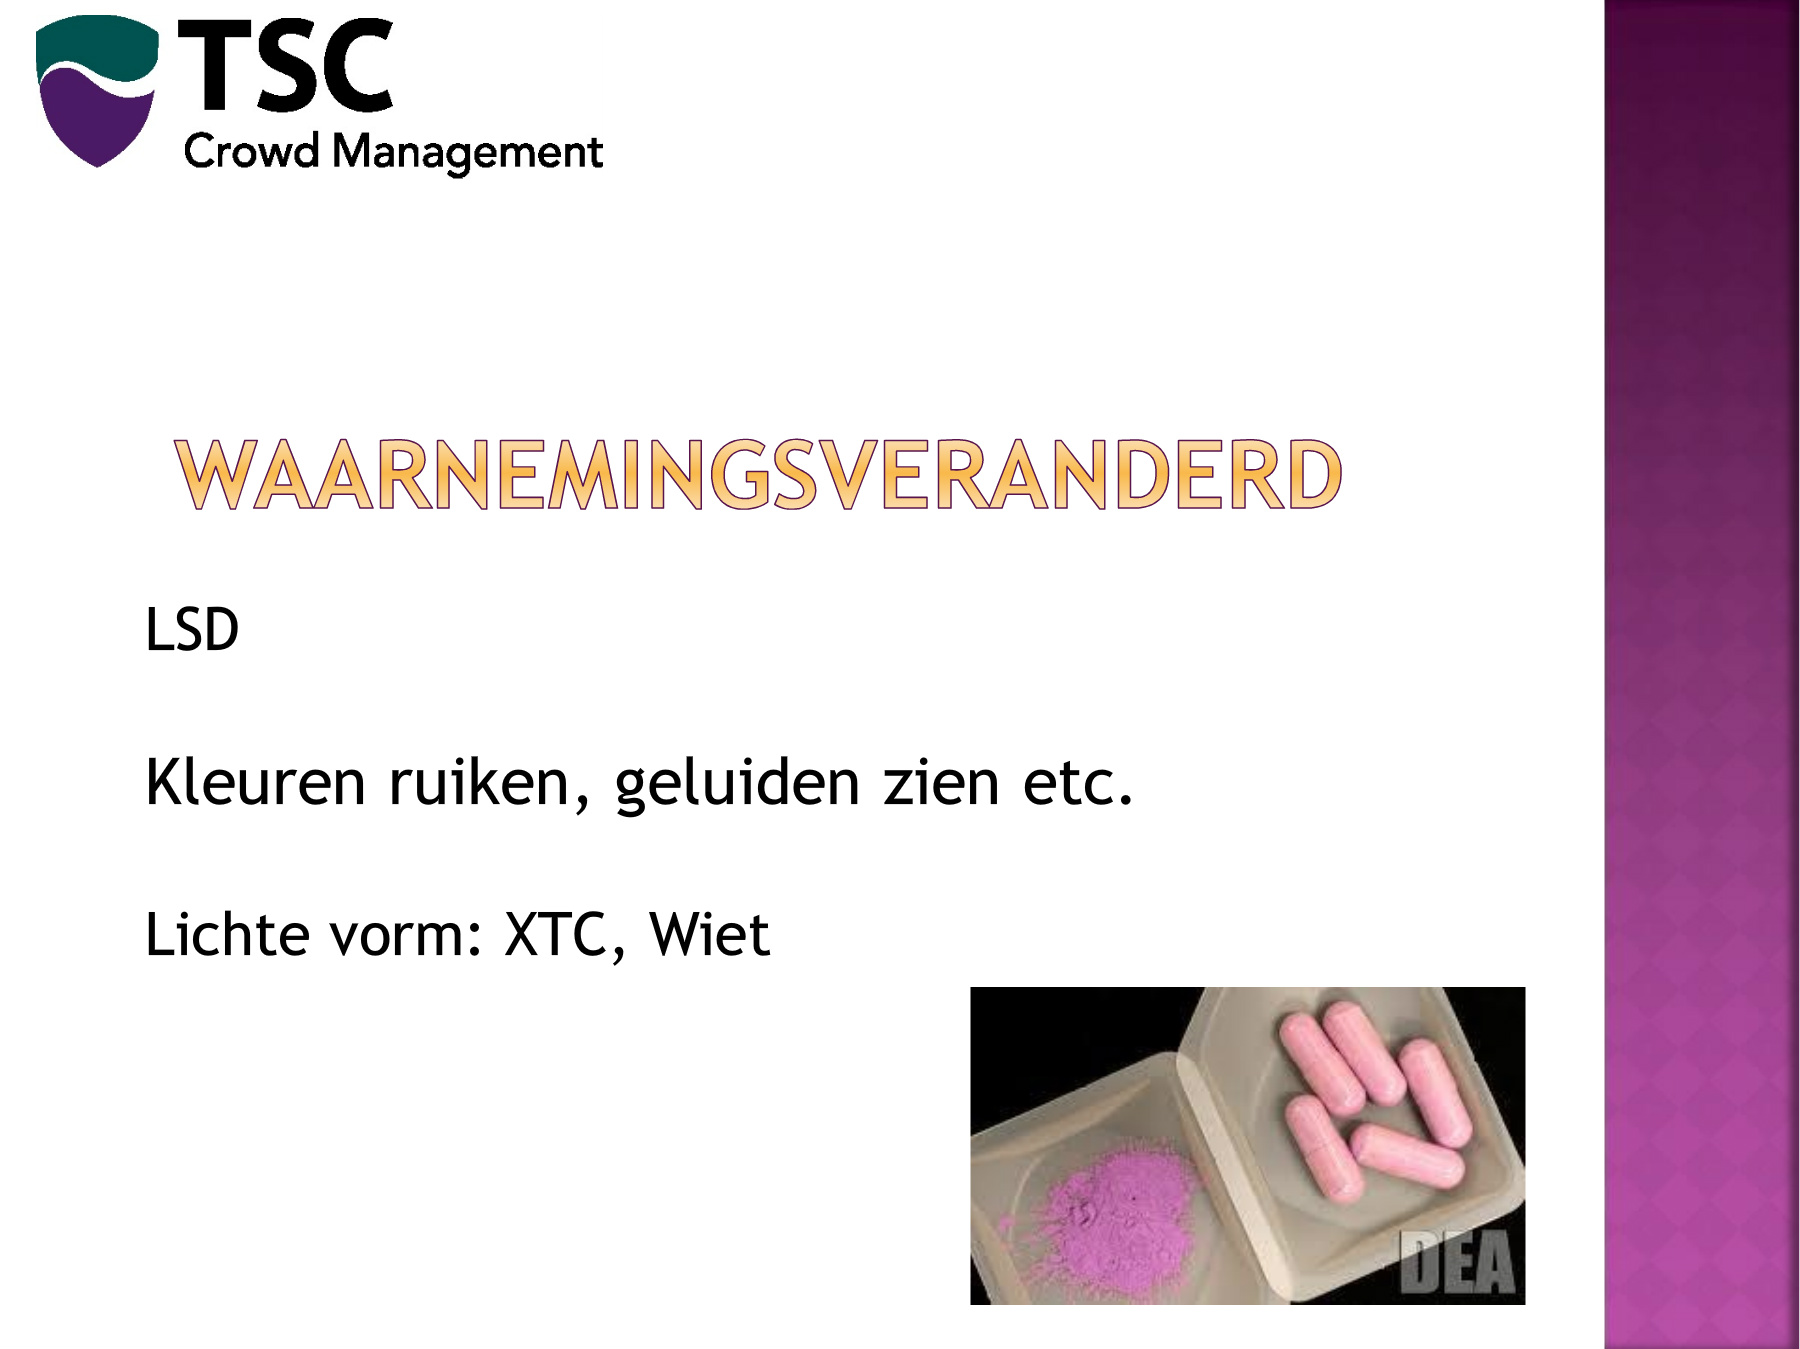 TSC
Crowd Management
WAARNEMINGSVERANDERD
LSD
Kleuren ruiken, geluiden zien etc.
Lichte vorm: XTC, Wiet
DEA